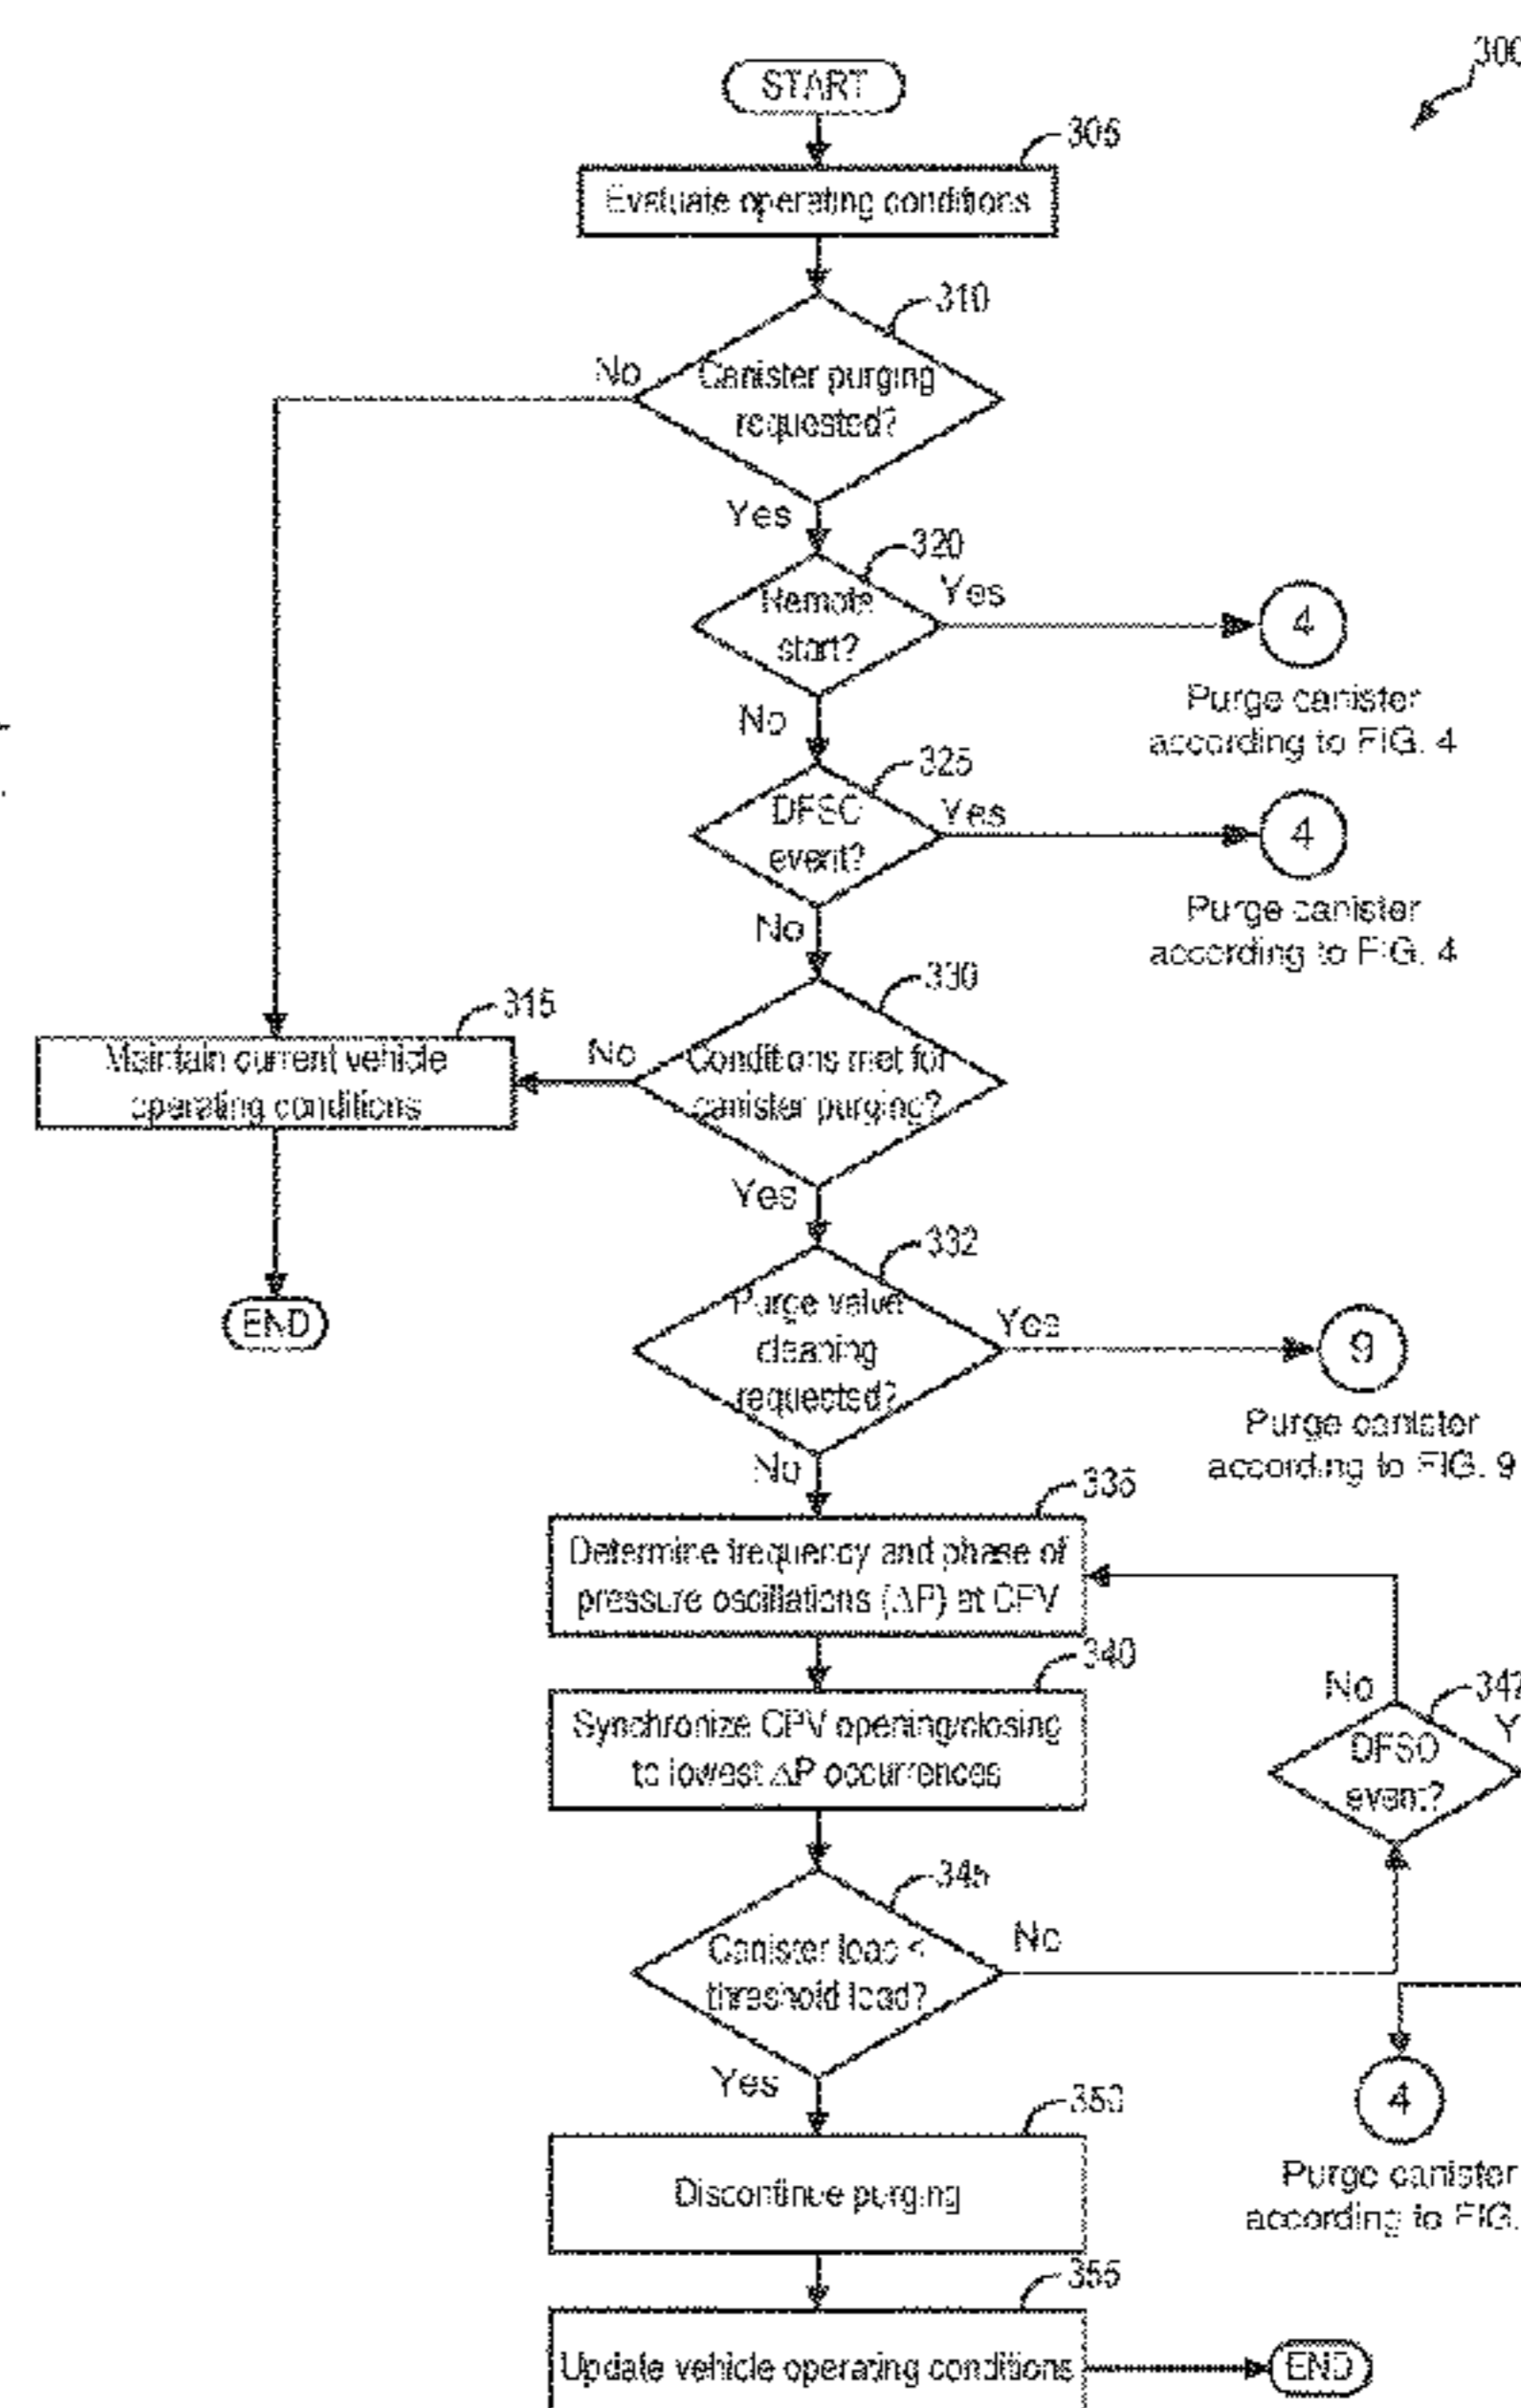 300
START
305
Evaluate operating conditions
310
No
Canister purging
requested?
Yes
320
Remote
start?
Yes
4
Purge canister
according to FIG. 4
No
325
DFSO
event?
Yes
4
Purge canister
according to FIG. 4
No
330
315
Maintain current vehicle
operating conditions
No
Conditions met for
canister purging?
Yes
END
332
Purge valve
cleaning
requested?
Yes
9
Purge canister
according to FIG. 9
No
335
Determine frequency and phase of
pressure oscillations (ΔP) at CPV
340
Synchronize CPV opening/closing
to lowest ΔP occurrences
No
347
Y
DFSO
event?
345
Canister load <
threshold load?
No
Yes
4
Purge canister
according to FIG.
350
Discontinue purging
355
Update vehicle operating conditions
END